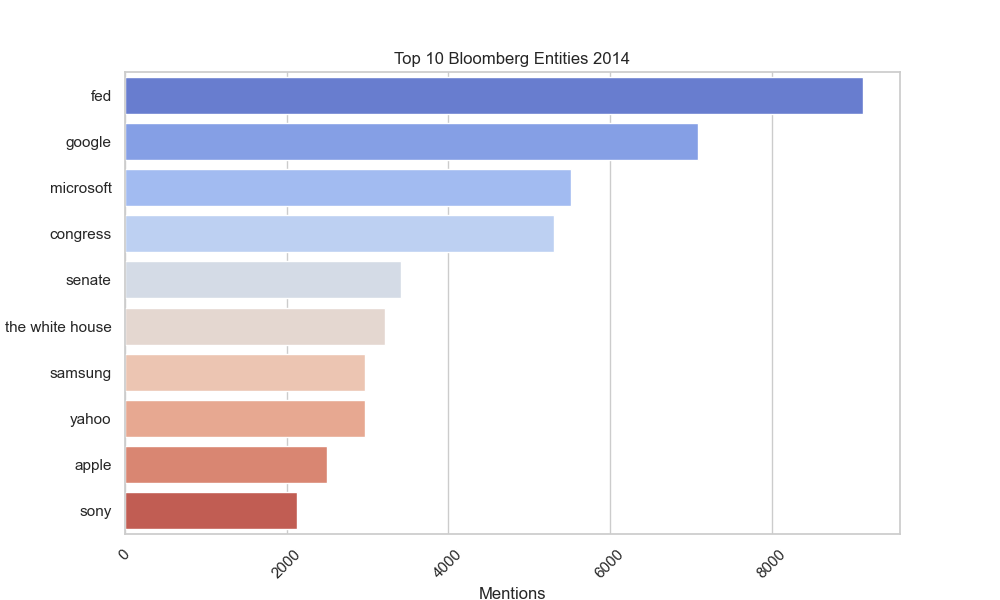 Top 10 Bloomberg Entities 2014
fed
google
microsoft
congress
senate
the white house
samsung
yahoo
apple
sony
0
2000
4000
6000
8000
Mentions